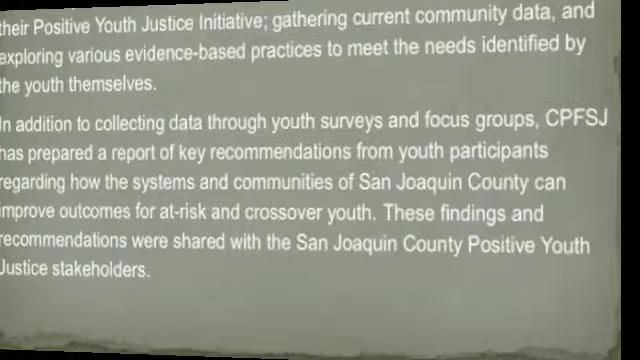 their Positive Youth Justice Initiative; gathering current community data, and
exploring various evidence-based practices to meet the needs identified by
the youth themselves.
In addition to collecting data through youth surveys and focus groups, CPFSJ
has prepared a report of key recommendations from youth participants
regarding how the systems and communities of San Joaquin County can
improve outcomes for at-risk and crossover youth. These findings and
recommendations were shared with the San Joaquin County Positive Youth
Justice stakeholders.